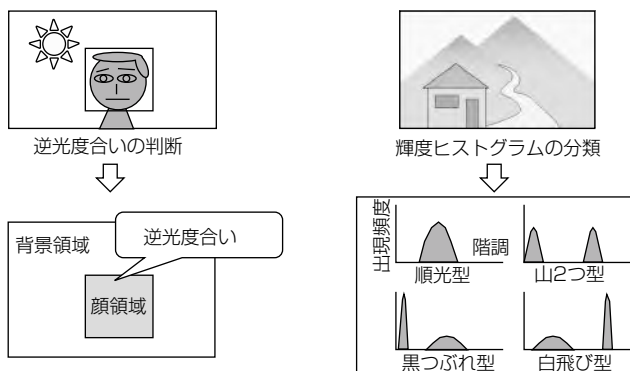 逆光度合いの判断
背景領域
逆光度合い
顔領域
輝度ヒストグラムの分類
出現頻度
階調
順光型
山2つ型
黒つぶれ型
白飛び型